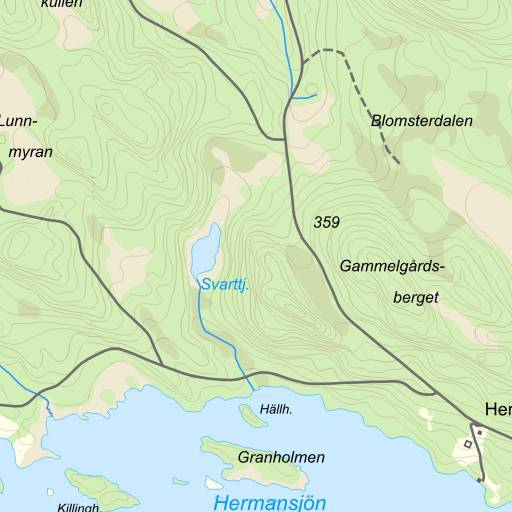 kullen
Lunn-
myran
Blomsterdalen
359
Gammelgårds-
berget
Svarttj.
Hällh.
Her
Granholmen
Hermansjön
Killingh.